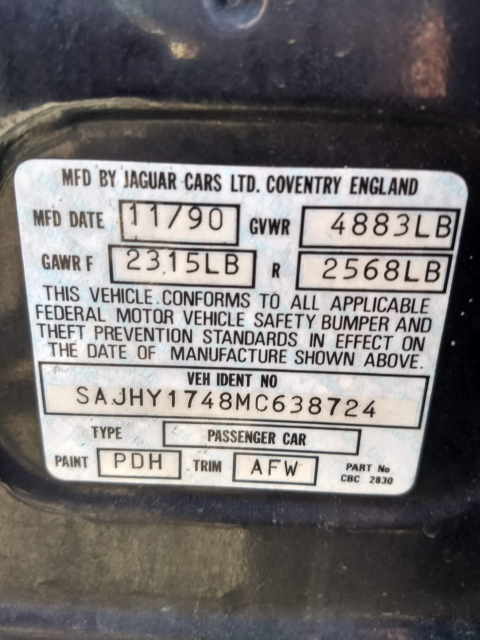 MFD BY JAGUAR CARS LTD. COVENTRY ENGLAND
MFD DATE 11/90 GVWR 4883LB
GAWR F 2315LB R 2568LB
THIS VEHICLE CONFORMS TO ALL APPLICABLE
FEDERAL MOTOR VEHICLE SAFETY BUMPER AND
THEFT PREVENTION STANDARDS IN EFFECT ON
THE DATE OF MANUFACTURE SHOWN ABOVE.
VEH IDENT NO
SAJHY1748MC638724
TYPE PASSENGER CAR
PAINT PDH TRIM AFW PART No
CBC 2830